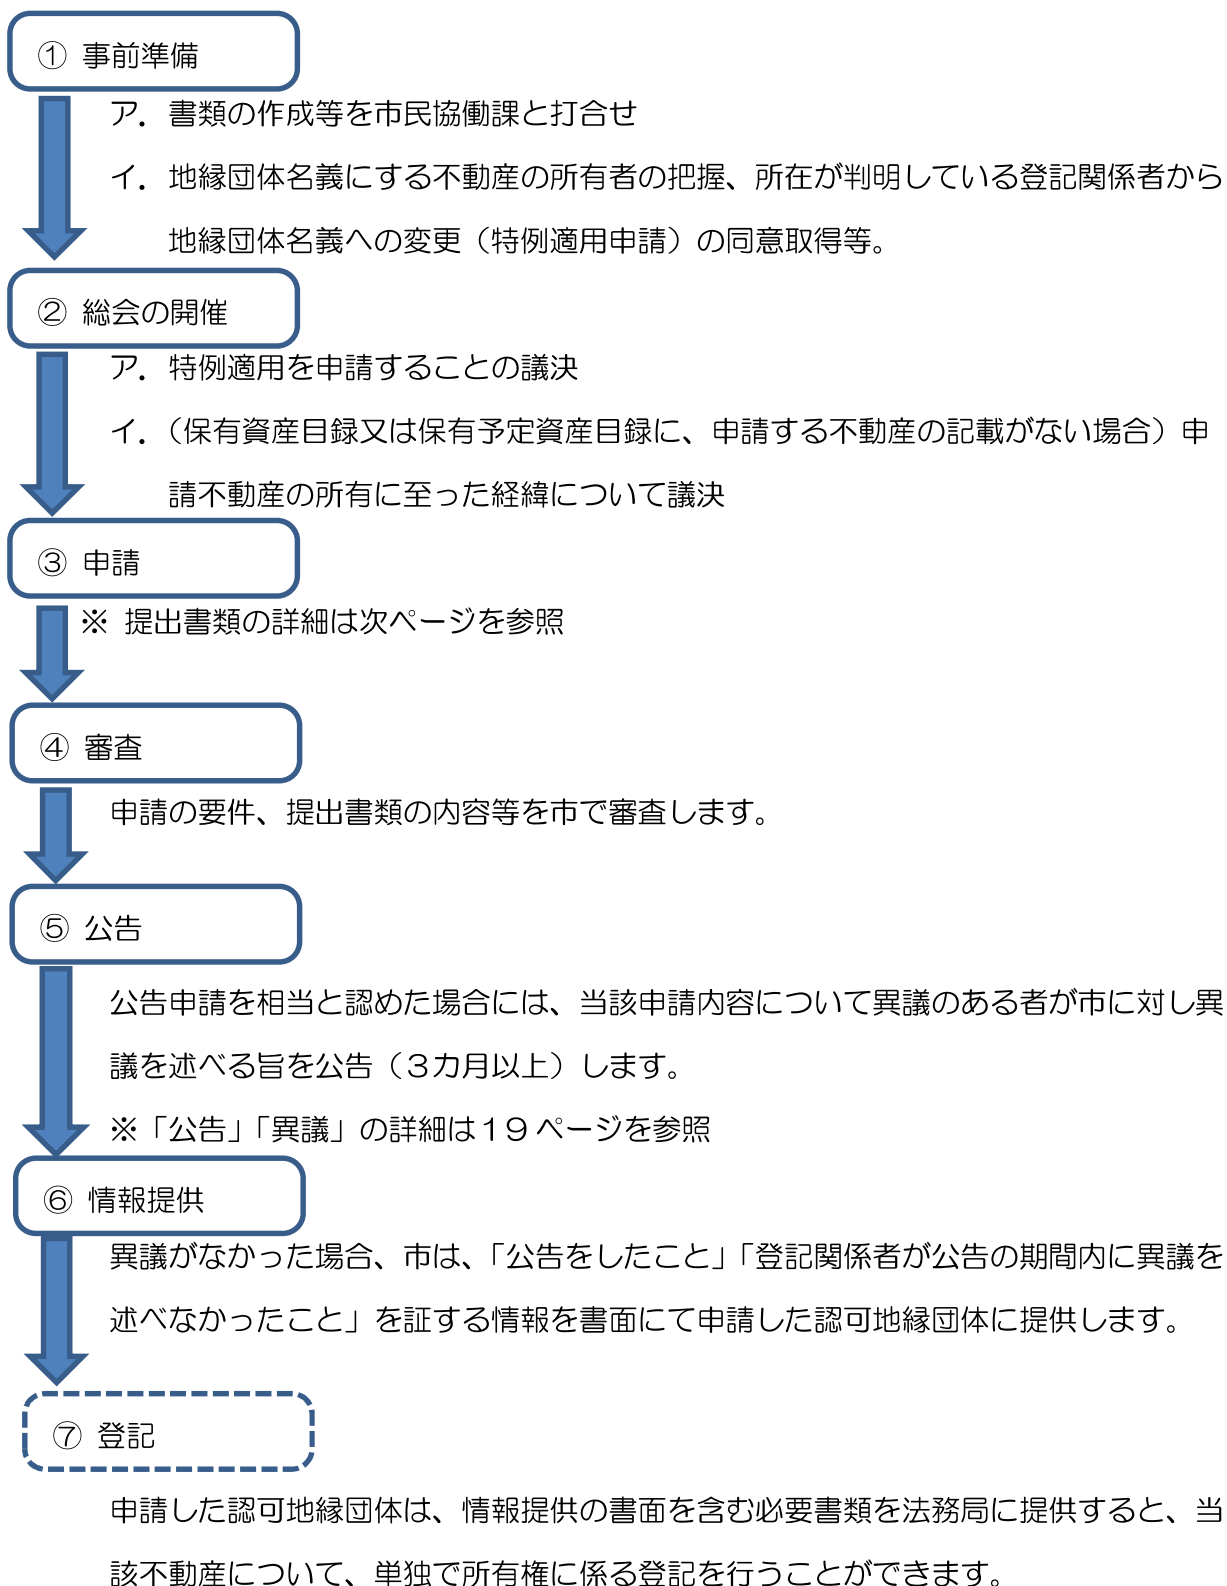 ① 事前準備
ア．書類の作成等を市民協働課と打合せ
イ．地縁団体名義にする不動産の所有者の把握、所在が判明している登記関係者から
地縁団体名義への変更（特例適用申請）の同意取得等。
② 総会の開催
ア．特例適用を申請することの議決
イ．（保有資産目録又は保有予定資産目録に、申請する不動産の記載がない場合）申
請不動産の所有に至った経緯について議決
③ 申請
※ 提出書類の詳細は次ページを参照
④ 審査
申請の要件、提出書類の内容等を市で審査します。
⑤ 公告
公告申請を相当と認めた場合には、当該申請内容について異議のある者が市に対し異
議を述べる旨を公告（３カ月以上）します。
※「公告」「異議」の詳細は１９ページを参照
⑥ 情報提供
異議がなかった場合、市は、「公告をしたこと」「登記関係者が公告の期間内に異議を
述べなかったこと」を証する情報を書面にて申請した認可地縁団体に提供します。
⑦ 登記
申請した認可地縁団体は、情報提供の書面を含む必要書類を法務局に提供すると、当
該不動産について、単独で所有権に係る登記を行うことができます。